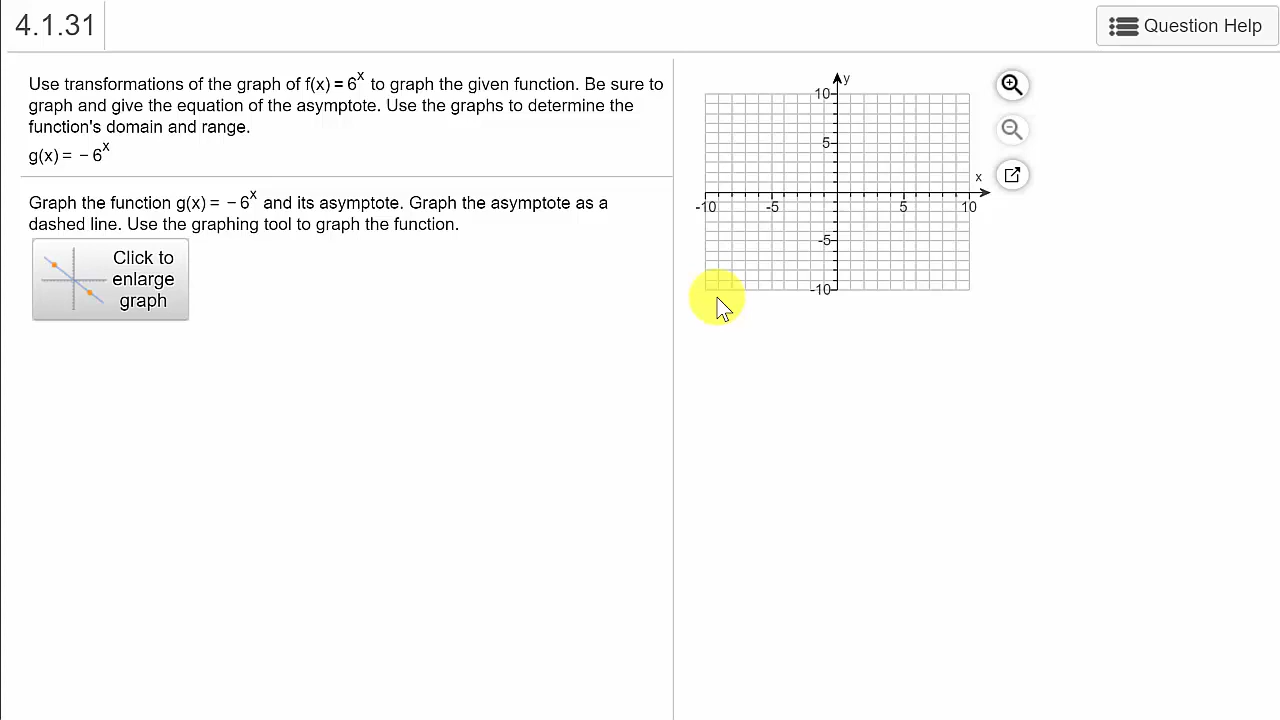 4.1.31
Question Help
Use transformations of the graph of f(x) = 6^x to graph the given function. Be sure to
graph and give the equation of the asymptote. Use the graphs to determine the
function's domain and range.
g(x) = − 6^x
Graph the function g(x) = − 6^x and its asymptote. Graph the asymptote as a
dashed line. Use the graphing tool to graph the function.
Click to
enlarge
graph
y
10
5
x
-10 -5 5 10
-5
-10